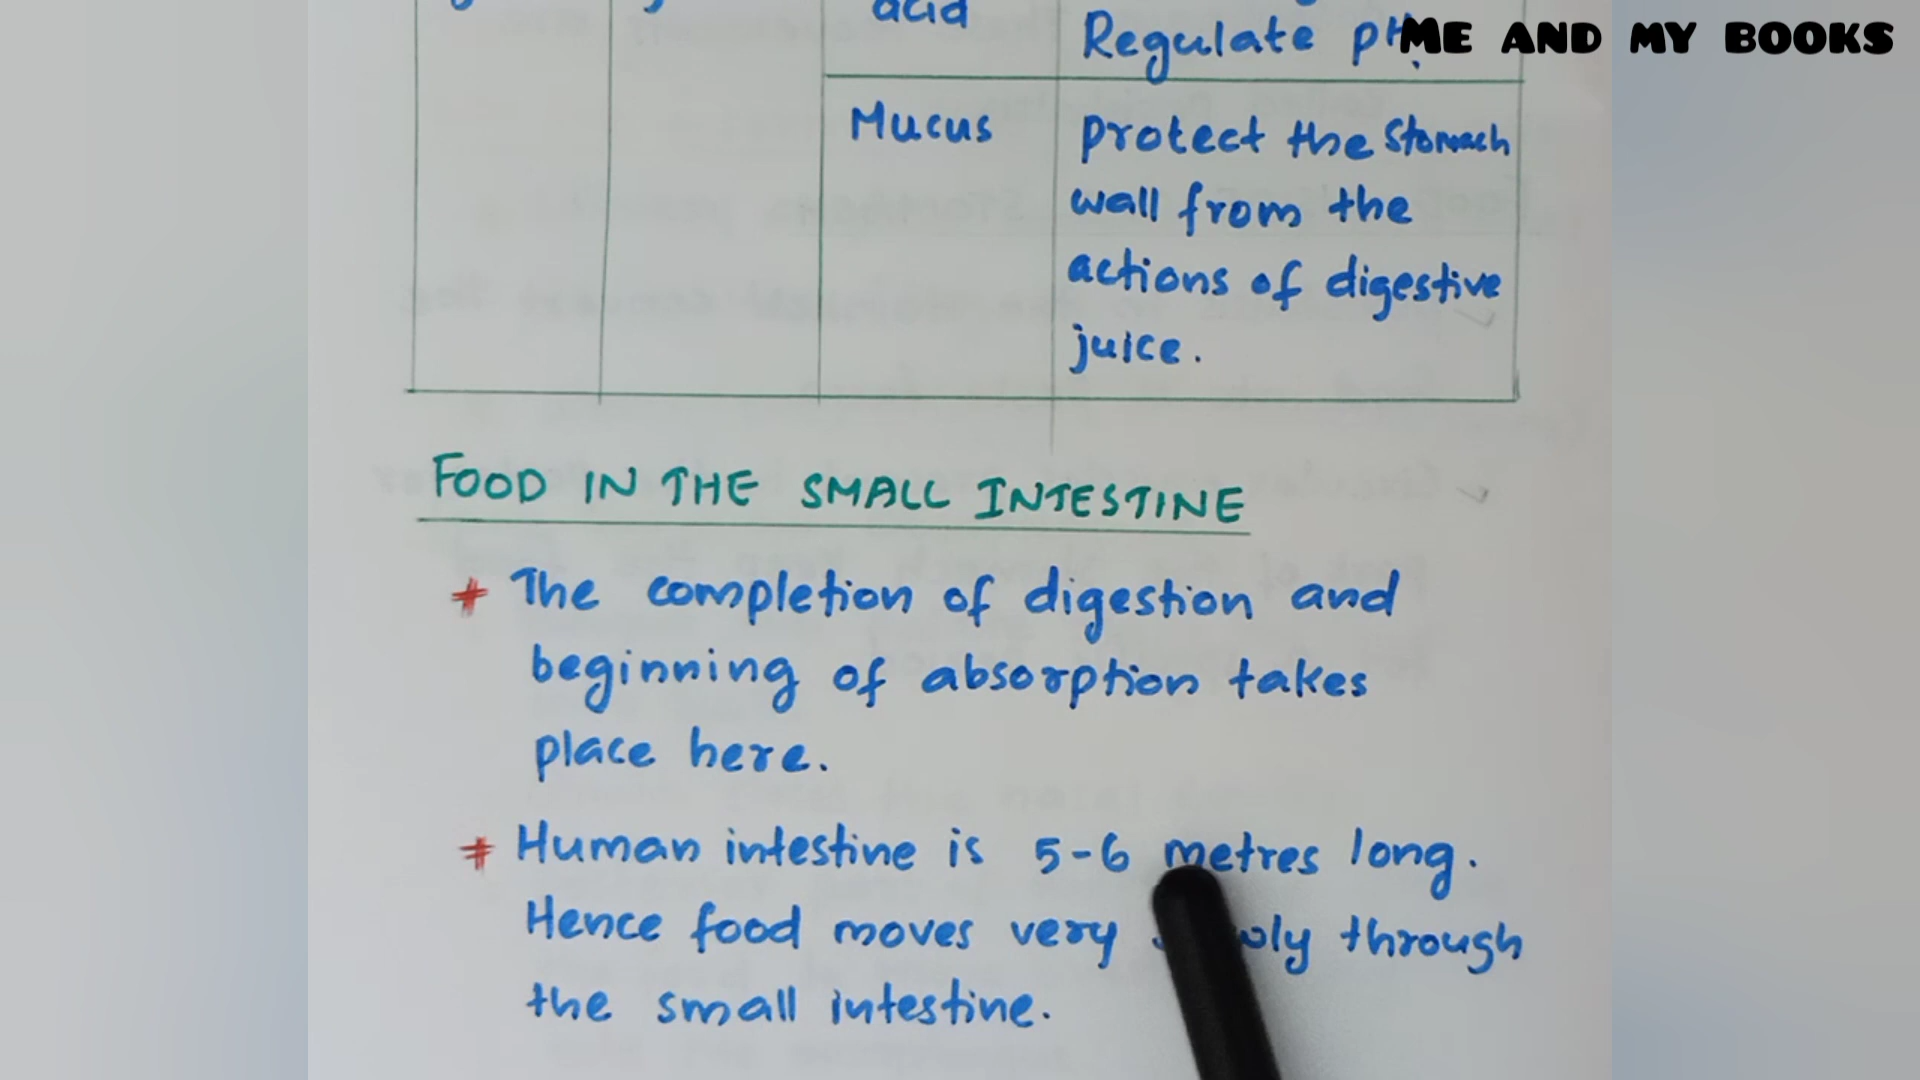 acid
Regulate pH.
ME AND MY BOOKS
Mucus
protect the stomach
wall from the
actions of digestive
juice.
FOOD IN THE SMALL INTESTINE
The completion of digestion and
beginning of absorption takes
place here.
Human intestine is 5-6 metres long.
Hence food moves very through
the small intestine.